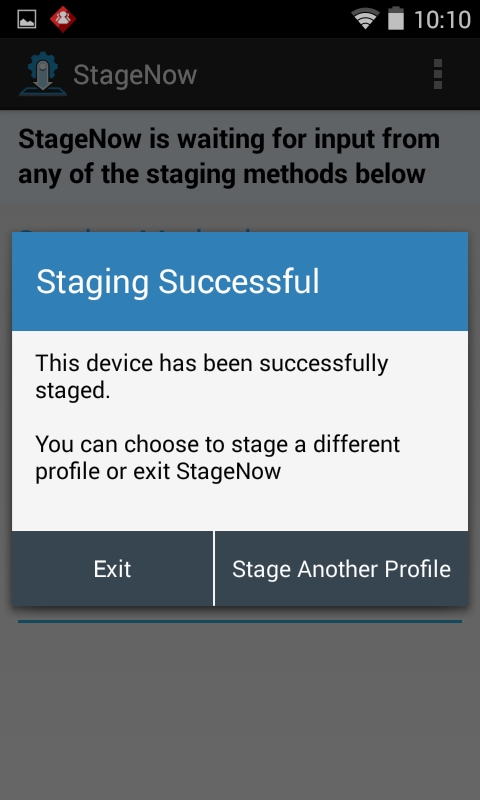 10:10
StageNow
StageNow is waiting for input from
any of the staging methods below
Staging Successful
This device has been successfully
staged.
You can choose to stage a different
profile or exit StageNow
Exit
Stage Another Profile